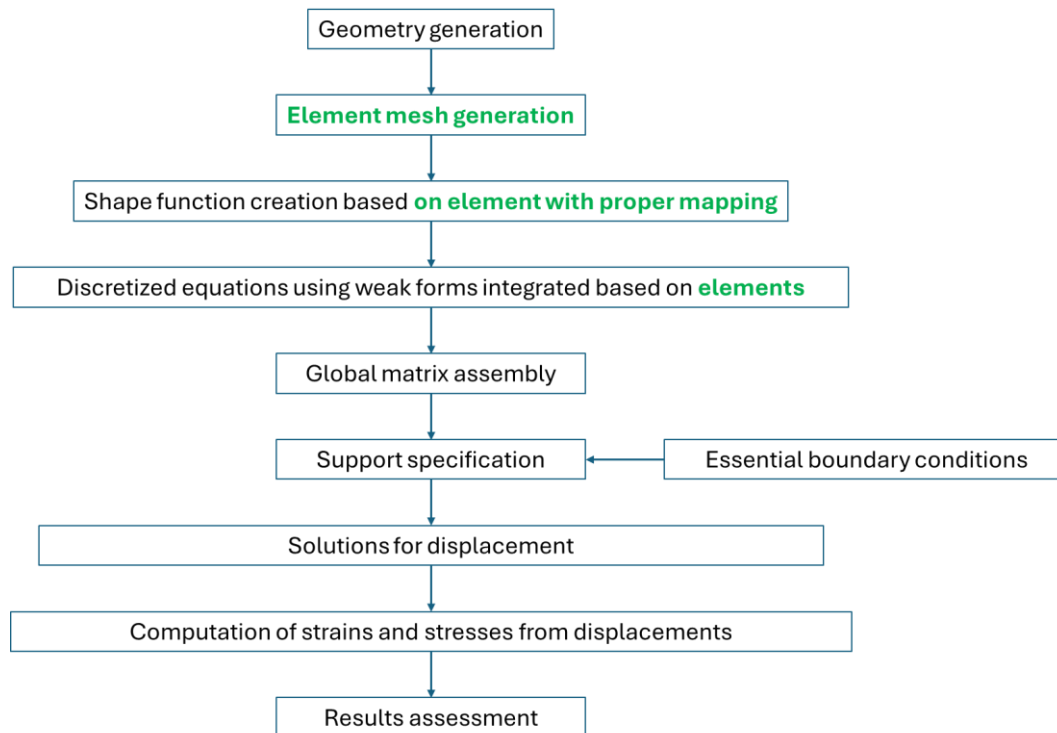 Geometry generation
Element mesh generation
Shape function creation based on element with proper mapping
Discretized equations using weak forms integrated based on elements
Global matrix assembly
Support specification
Essential boundary conditions
Solutions for displacement
Computation of strains and stresses from displacements
Results assessment